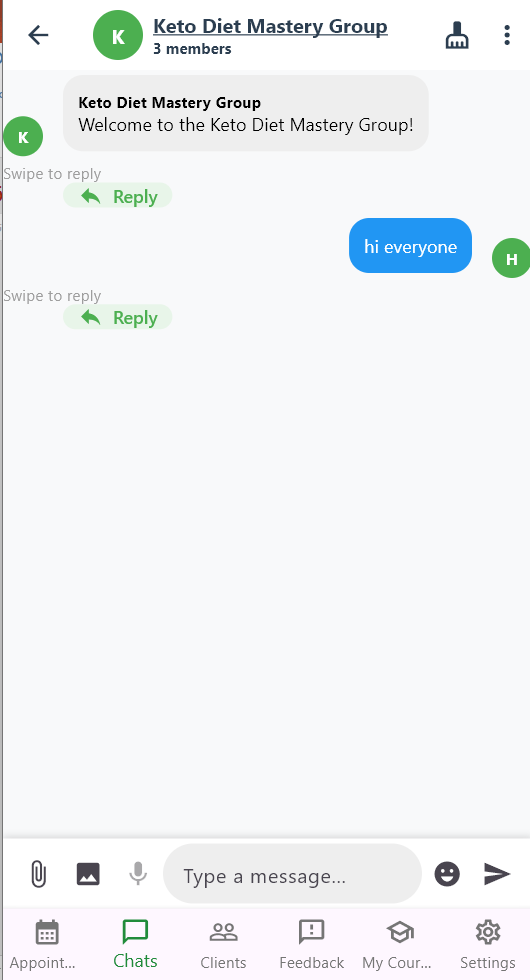 K
Keto Diet Mastery Group
3 members
Keto Diet Mastery Group
Welcome to the Keto Diet Mastery Group!
K
Swipe to reply
Reply
hi everyone
H
Swipe to reply
Reply
Type a message...
Appoint...
Chats
Clients
Feedback
My Cour...
Settings